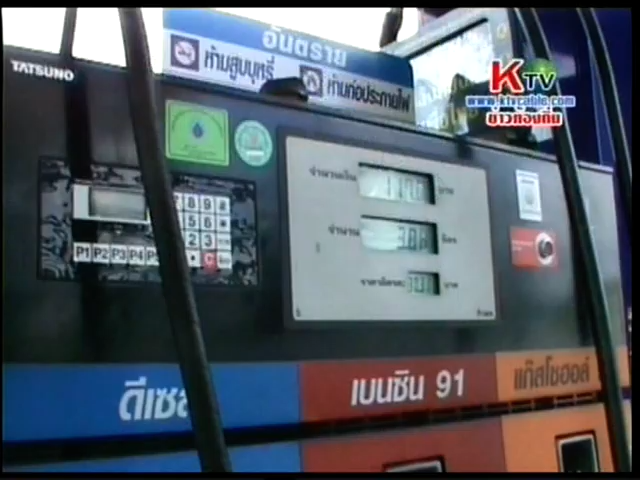 อันตราย
ห้ามสูบบุหรี่
ห้ามก่อประกายไฟ
TATSUNO
KTV
www.ktvcable.com
ข่าวท้องถิ่น
จำนวนเงิน
บาท
จำนวน
ลิตร
ราคาลิตรละ
บาท
7 8 9
5 6
2 3
P1 P2 P3 P4 P5
C
ดีเซล
เบนซิน 91
แก๊สโซฮอล์